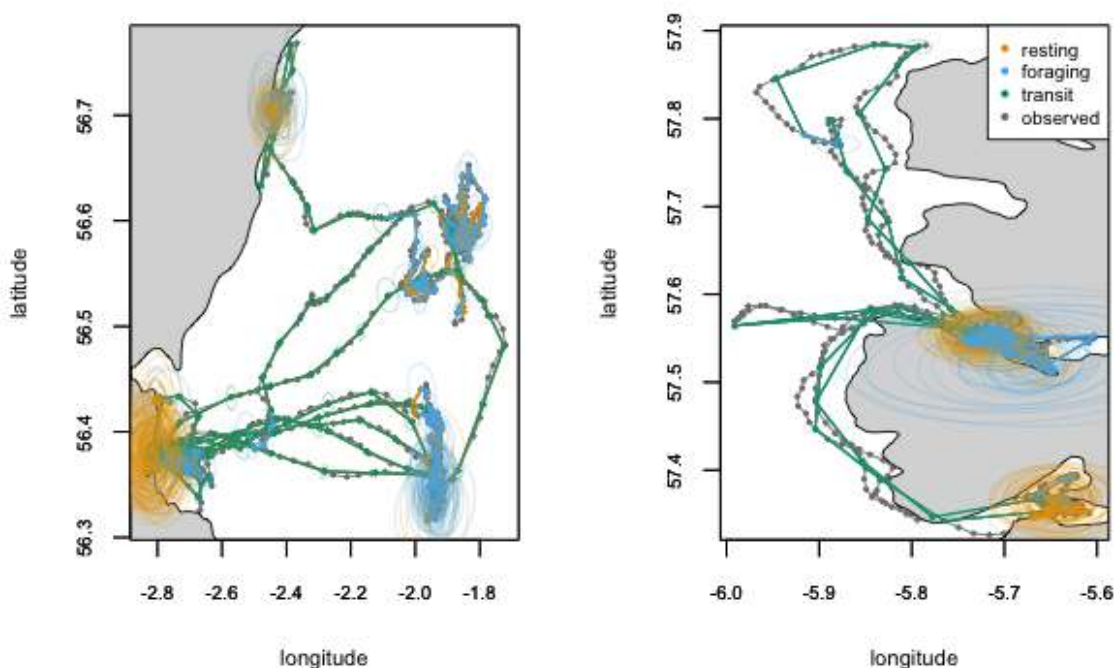 56.7
56.6
56.5
56.4
56.3
latitude
-2.8 -2.6 -2.4 -2.2 -2.0 -1.8
longitude
resting
foraging
transit
observed
57.9
57.8
57.7
57.6
57.5
57.4
latitude
-6.0 -5.9 -5.8 -5.7 -5.6
longitude